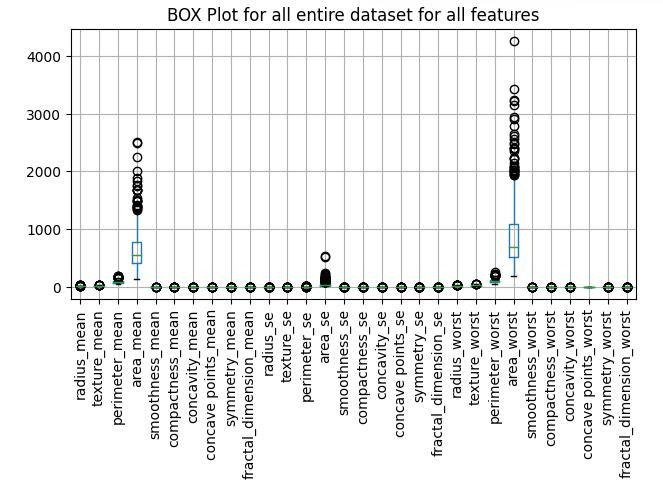 BOX Plot for all entire dataset for all features
4000
3000
2000
1000
0
radius_mean
texture_mean
perimeter_mean
area_mean
smoothness_mean
compactness_mean
concavity_mean
concave points_mean
symmetry_mean
fractal_dimension_mean
radius_se
texture_se
perimeter_se
area_se
smoothness_se
compactness_se
concavity_se
concave points_se
symmetry_se
fractal_dimension_se
radius_worst
texture_worst
perimeter_worst
area_worst
smoothness_worst
compactness_worst
concavity_worst
concave points_worst
symmetry_worst
fractal_dimension_worst